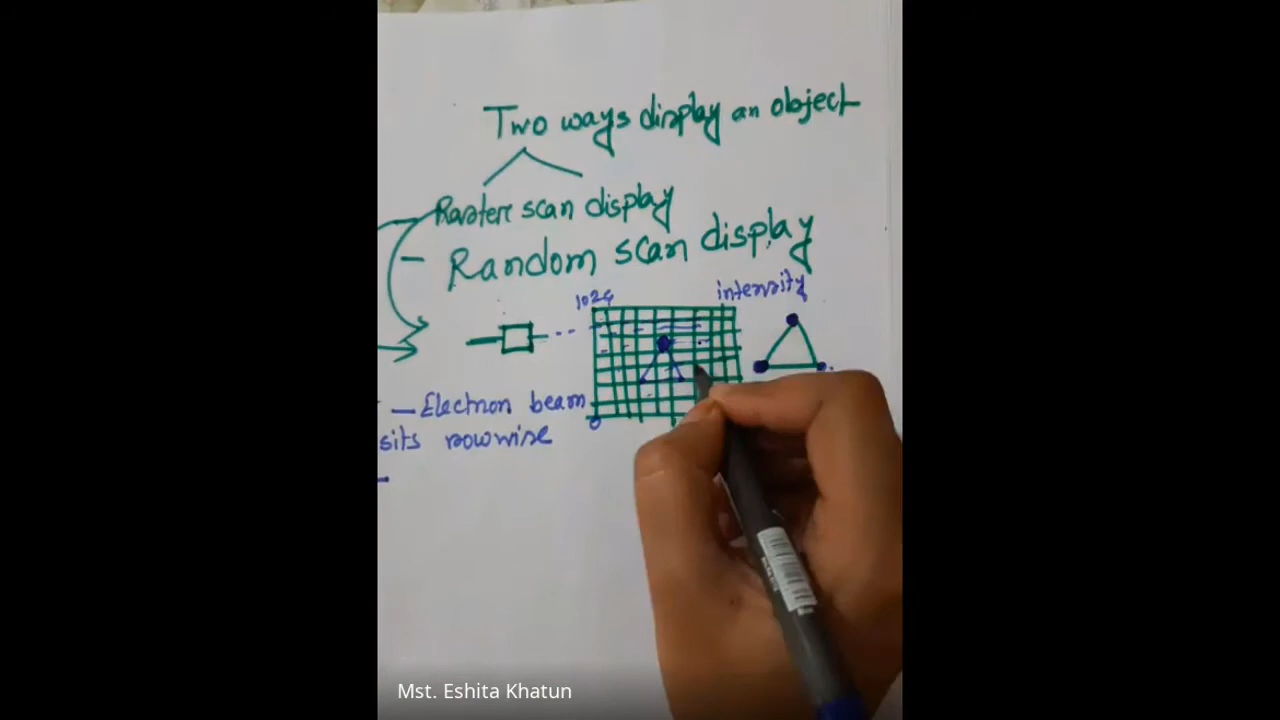 Two ways display an object
Raster scan display
- Random scan display
1024
intensity
- Electron beam
sits rowwise
0
Mst. Eshita Khatun